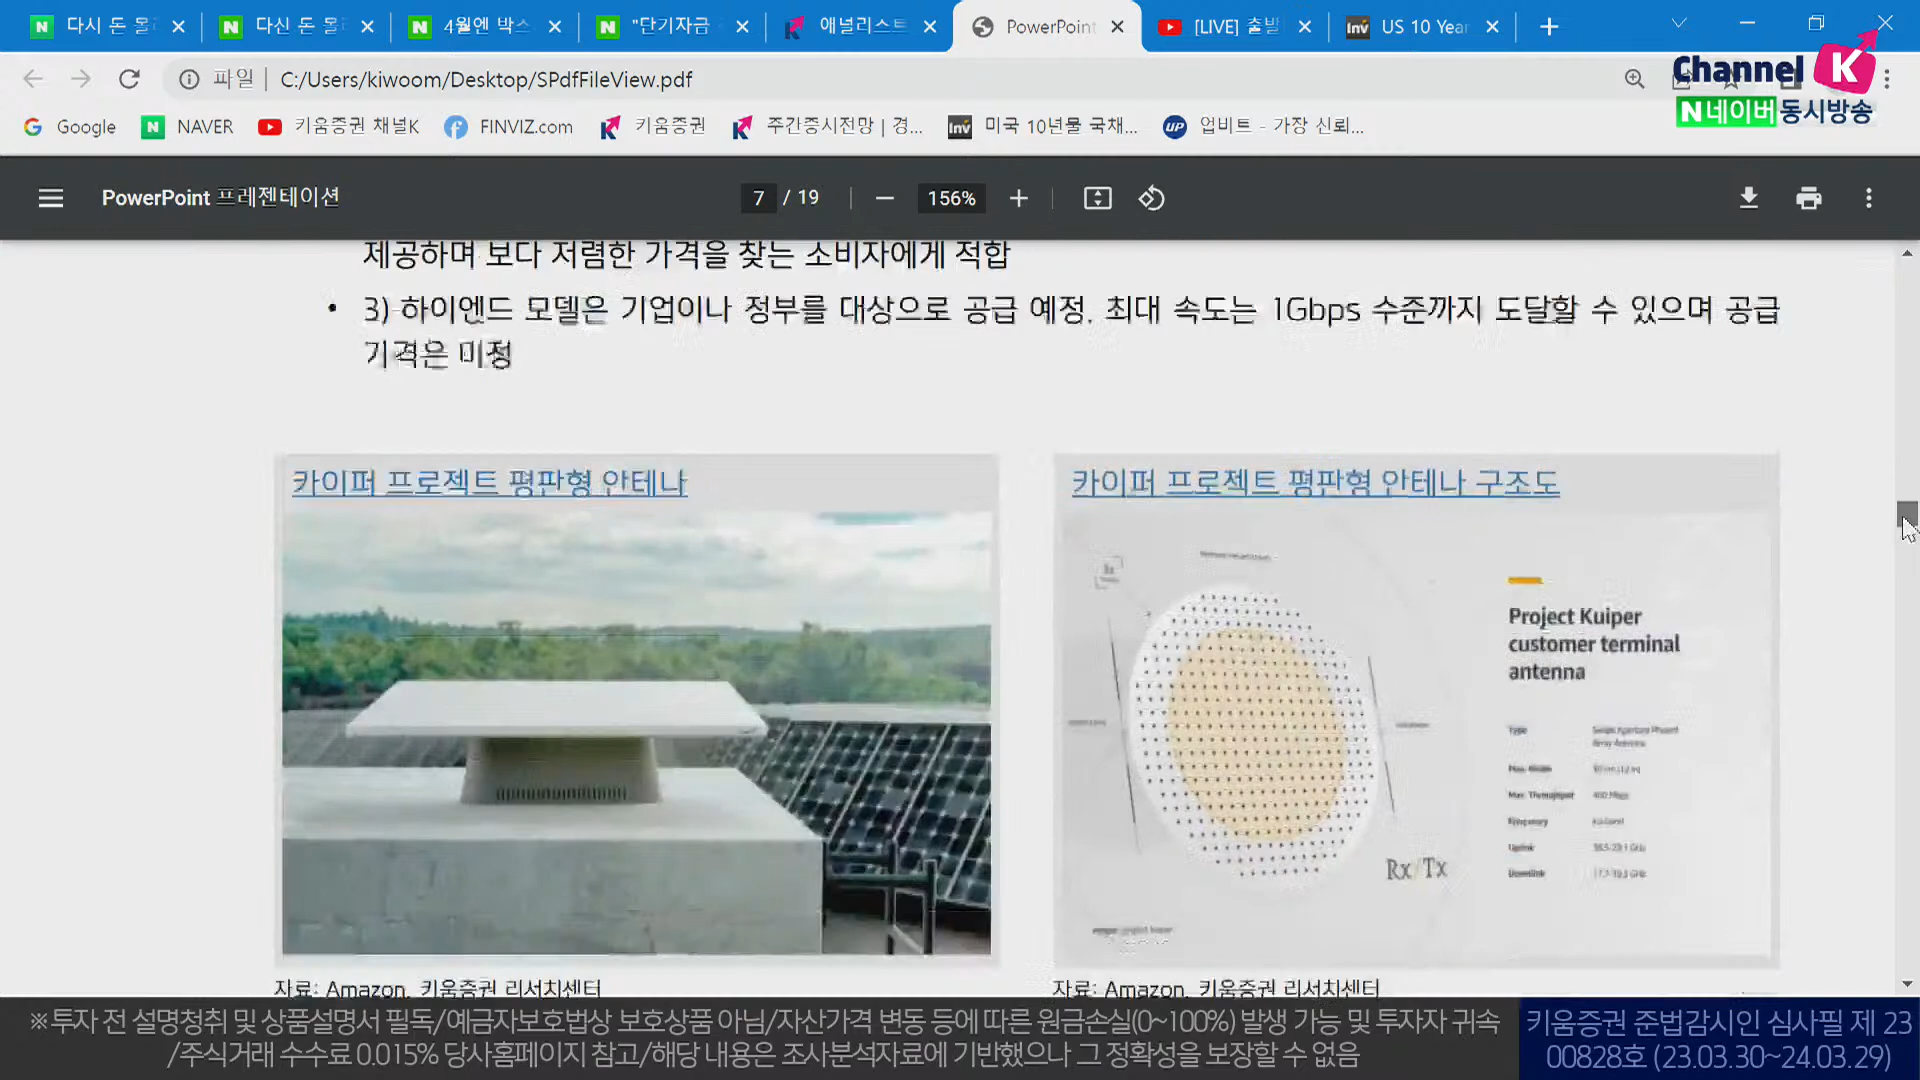 다시 돈 몰
다신 돈 몰
4월엔 박스
"단기자금
애널리스트
PowerPoint
[LIVE] 출발
Inv US 10 Year
파일 C:/Users/kiwoom/Desktop/SPdfFileView.pdf
Channel K
N 네이버 동시방송
Google
NAVER
키움증권 채널K
FINVIZ.com
키움증권
주간증시전망 | 경...
Inv 미국 10년물 국채...
UP 업비트 - 가장 신뢰...
PowerPoint 프레젠테이션
7 / 19
156%
제공하며 보다 저렴한 가격을 찾는 소비자에게 적합
• 3) 하이엔드 모델은 기업이나 정부를 대상으로 공급 예정. 최대 속도는 1Gbps 수준까지 도달할 수 있으며 공급
가격은 미정
카이퍼 프로젝트 평판형 안테나
카이퍼 프로젝트 평판형 안테나 구조도
Project Kuiper
customer terminal
antenna
Type
Max. Width
Max. Throughput 400 Mbps
Frequency
Uplink
Downlink
Rx/Tx
자료: Amazon, 키움증권 리서치센터
자료: Amazon, 키움증권 리서치센터
※투자 전 설명청취 및 상품설명서 필독/예금자보호법상 보호상품 아님/자산가격 변동 등에 따른 원금손실(0~100%) 발생 가능 및 투자자 귀속
/주식거래 수수료 0.015% 당사홈페이지 참고/해당 내용은 조사분석자료에 기반했으나 그 정확성을 보장할 수 없음
키움증권 준법감시인 심사필 제 23
00828호 (23.03.30~24.03.29)